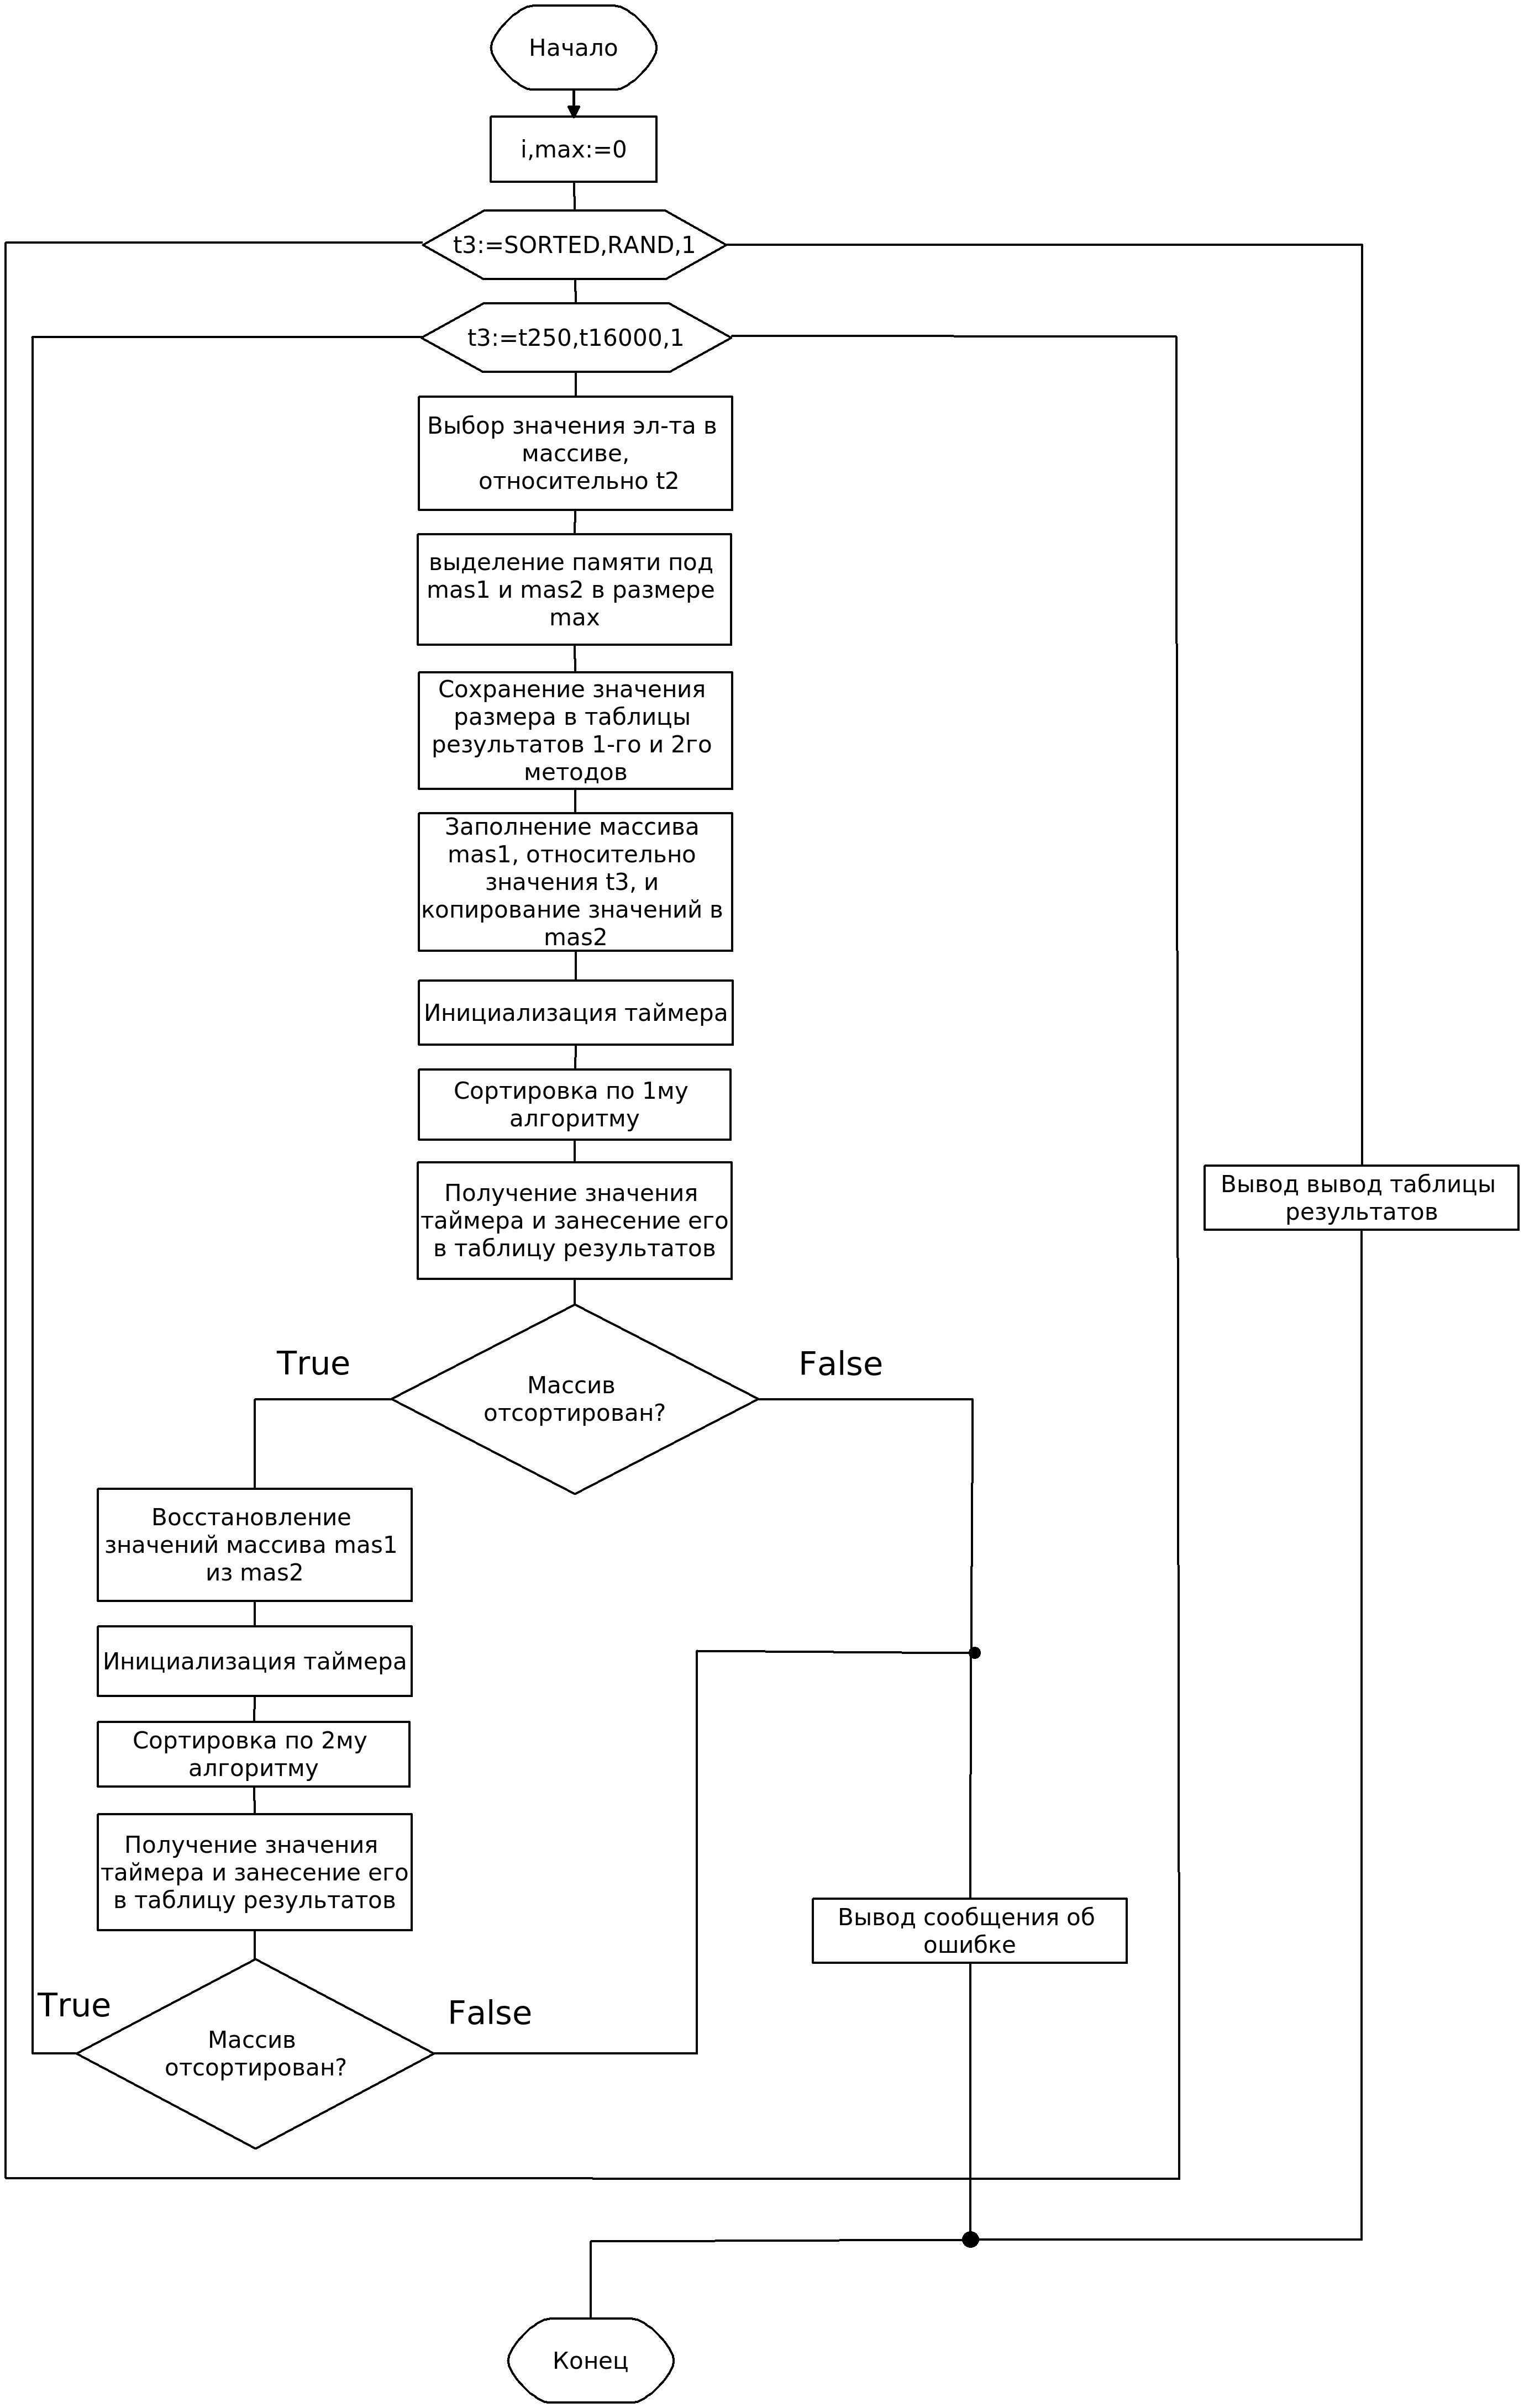 Начало
i,max:=0
t3:=SORTED,RAND,1
t3:=t250,t16000,1
Выбор значения эл-та в
массиве,
относительно t2
выделение памяти под
mas1 и mas2 в размере
max
Сохранение значения
размера в таблицы
результатов 1-го и 2го
методов
Заполнение массива
mas1, относительно
значения t3, и
копирование значений в
mas2
Инициализация таймера
Сортировка по 1му
алгоритму
Получение значения
таймера и занесение его
в таблицу результатов
Вывод вывод таблицы
результатов
True
False
Массив
отсортирован?
Восстановление
значений массива mas1
из mas2
Инициализация таймера
Сортировка по 2му
алгоритму
Получение значения
таймера и занесение его
в таблицу результатов
Вывод сообщения об
ошибке
True
False
Массив
отсортирован?
Конец